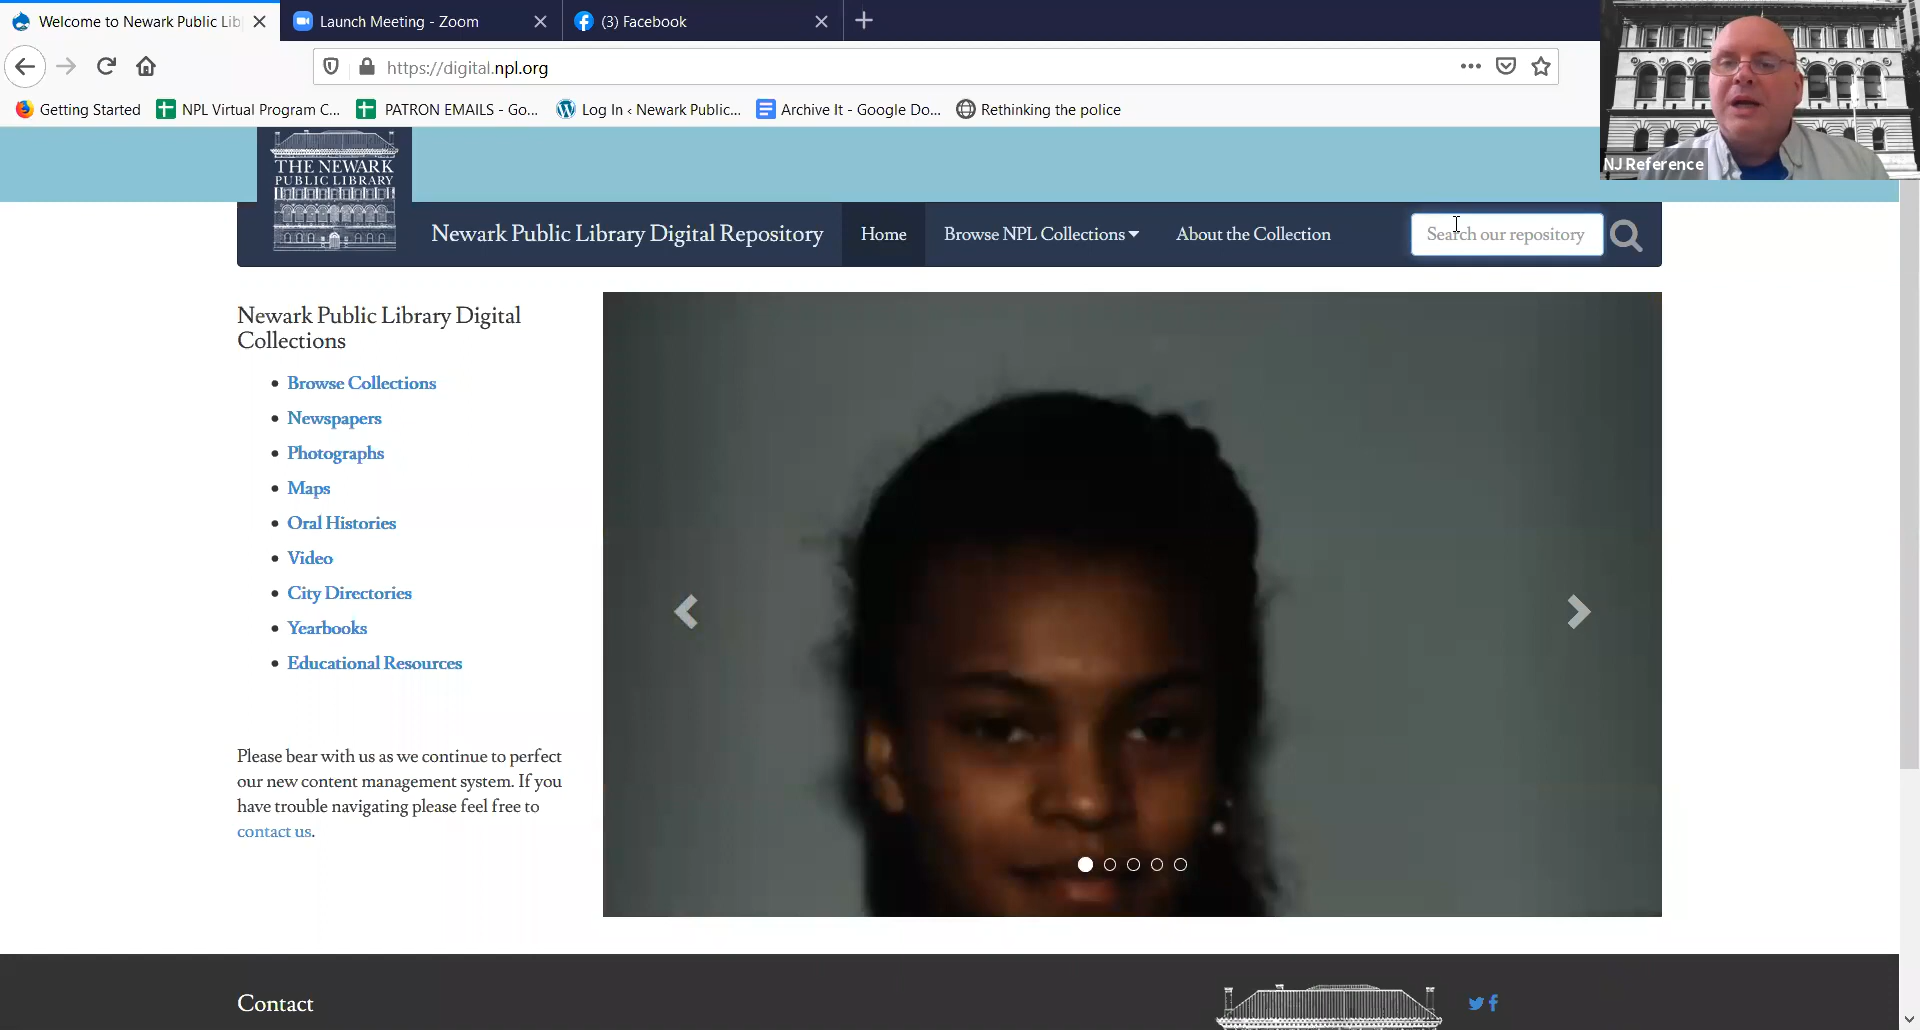 Welcome to Newark Public Lib
Launch Meeting - Zoom
(3) Facebook
https://digital.npl.org
Getting Started
NPL Virtual Program C...
PATRON EMAILS - Go...
Log In ‹ Newark Public...
Archive It - Google Do...
Rethinking the police
NJ Reference
THE NEWARK
PUBLIC LIBRARY
Newark Public Library Digital Repository
Home
Browse NPL Collections
About the Collection
Search our repository
Newark Public Library Digital
Collections
Browse Collections
Newspapers
Photographs
Maps
Oral Histories
Video
City Directories
Yearbooks
Educational Resources
Please bear with us as we continue to perfect
our new content management system. If you
have trouble navigating please feel free to
contact us.
Contact